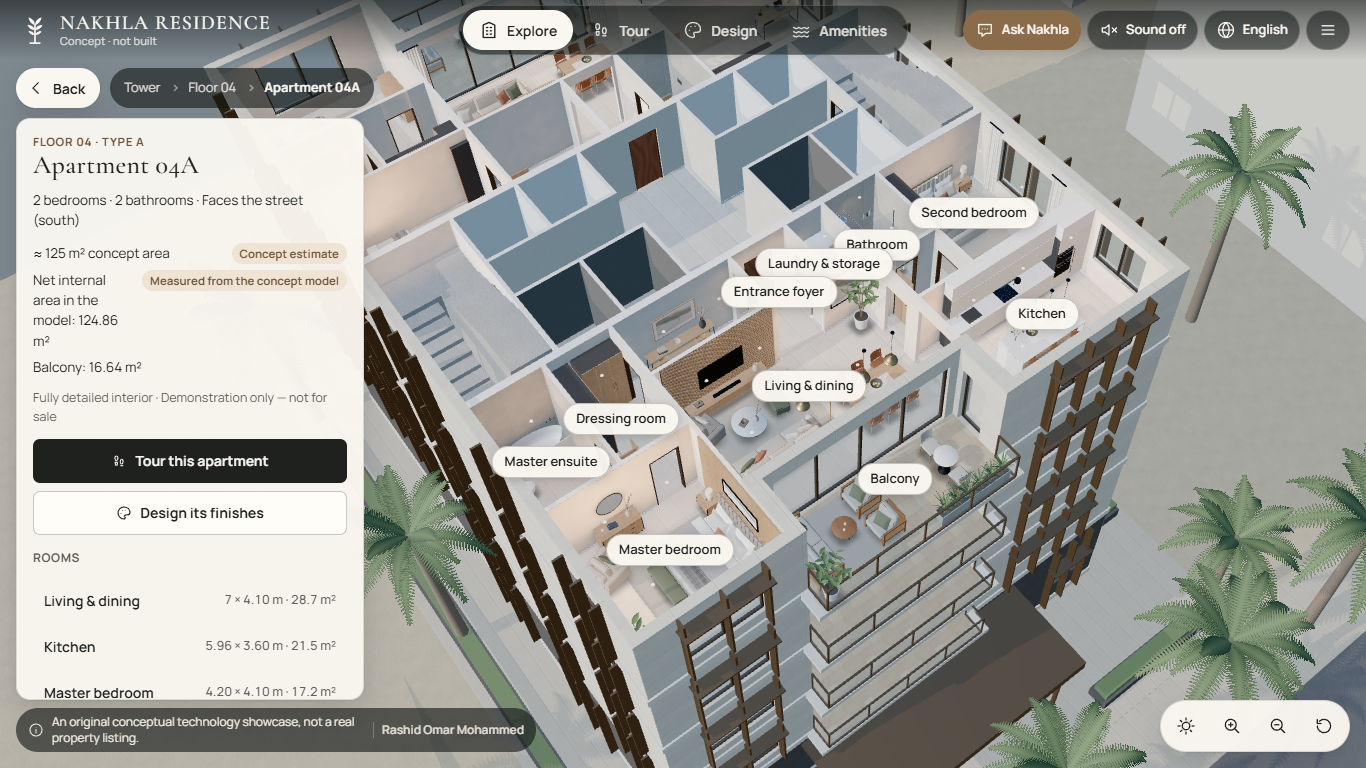 NAKHLA RESIDENCE
Concept · not built
Explore
Tour
Design
Amenities
Ask Nakhla
Sound off
English
Back
Tower › Floor 04 › Apartment 04A
FLOOR 04 · TYPE A
Apartment 04A
2 bedrooms · 2 bathrooms · Faces the street
(south)
≈ 125 m² concept area
Concept estimate
Net internal
area in the
model: 124.86
m²
Measured from the concept model
Balcony: 16.64 m²
Fully detailed interior · Demonstration only — not for
sale
Tour this apartment
Design its finishes
ROOMS
Living & dining
7 × 4.10 m · 28.7 m²
Kitchen
5.96 × 3.60 m · 21.5 m²
Master bedroom
4.20 × 4.10 m · 17.2 m²
An original conceptual technology showcase, not a real
property listing.
Rashid Omar Mohammed
Second bedroom
Bathroom
Laundry & storage
Entrance foyer
Kitchen
Living & dining
Dressing room
Master ensuite
Balcony
Master bedroom